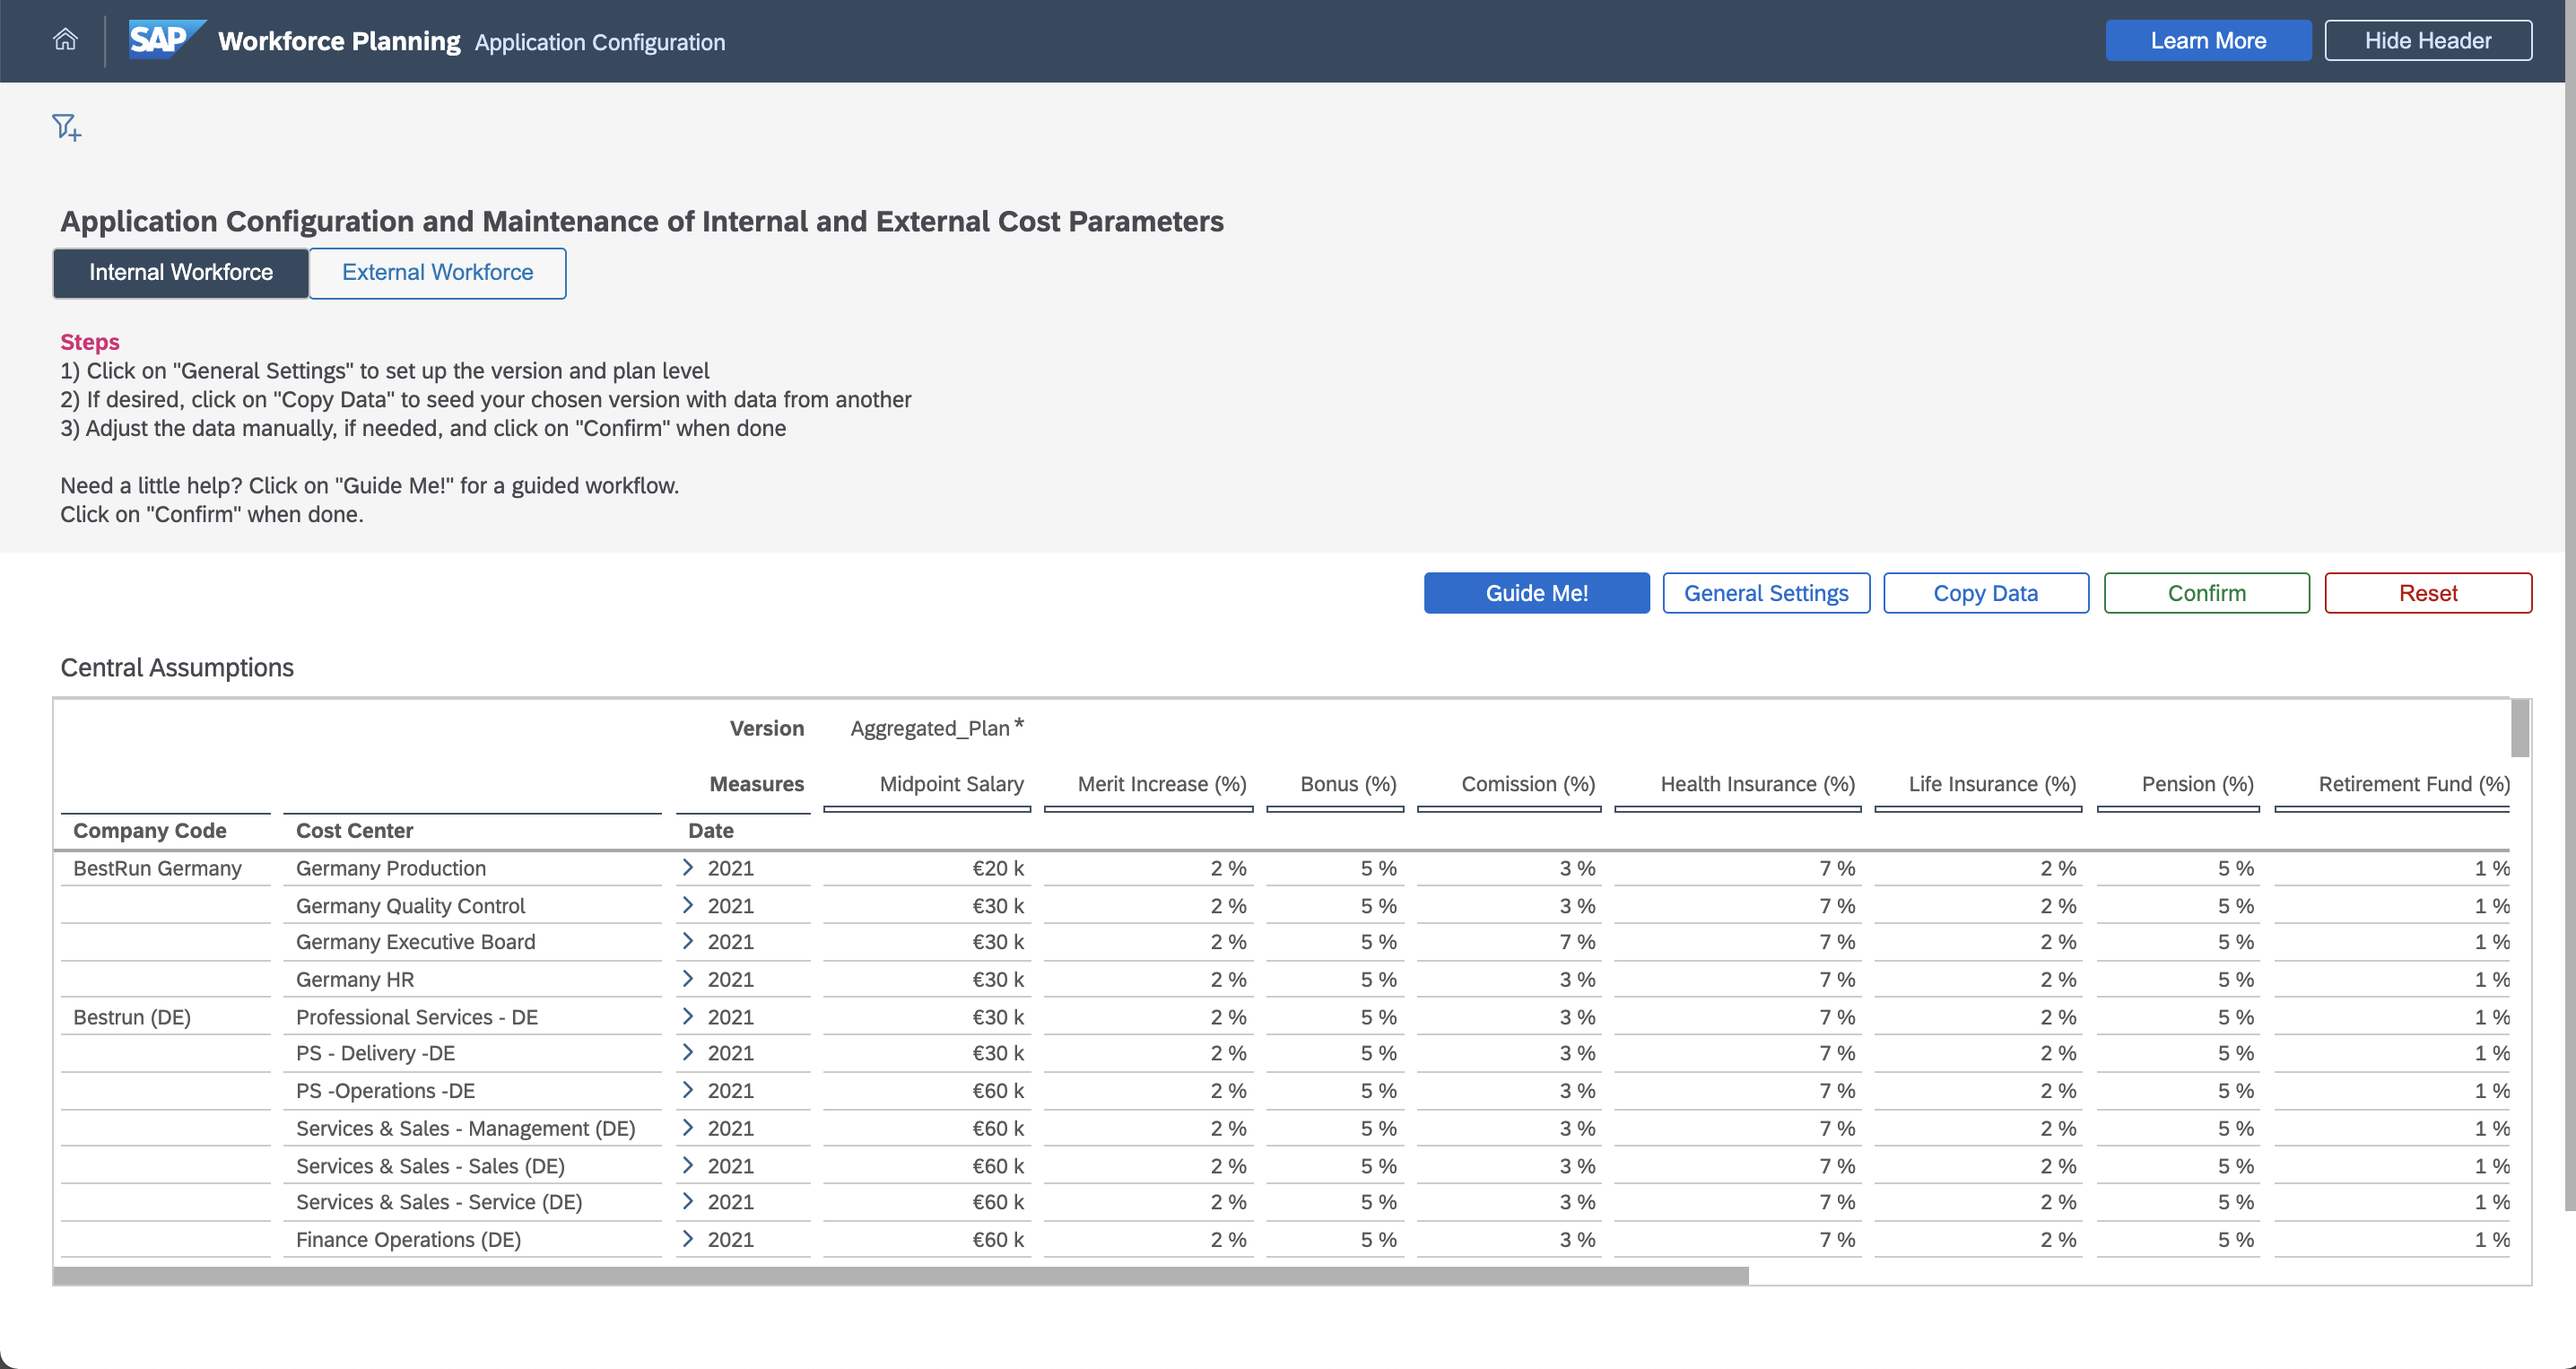 SAP Workforce Planning Application Configuration Learn More Hide Header
Application Configuration and Maintenance of Internal and External Cost Parameters
Internal Workforce External Workforce
Steps
1) Click on "General Settings" to set up the version and plan level
2) If desired, click on "Copy Data" to seed your chosen version with data from another
3) Adjust the data manually, if needed, and click on "Confirm" when done
Need a little help? Click on "Guide Me!" for a guided workflow.
Click on "Confirm" when done.
Guide Me! General Settings Copy Data Confirm Reset
Central Assumptions
Version Aggregated_Plan *
Measures Midpoint Salary Merit Increase (%) Bonus (%) Comission (%) Health Insurance (%) Life Insurance (%) Pension (%) Retirement Fund (%)
Company Code Cost Center Date
BestRun Germany Germany Production 2021 €20 k 2 % 5 % 3 % 7 % 2 % 5 % 1 %
Germany Quality Control 2021 €30 k 2 % 5 % 3 % 7 % 2 % 5 % 1 %
Germany Executive Board 2021 €30 k 2 % 5 % 7 % 7 % 2 % 5 % 1 %
Germany HR 2021 €30 k 2 % 5 % 3 % 7 % 2 % 5 % 1 %
Bestrun (DE) Professional Services - DE 2021 €30 k 2 % 5 % 3 % 7 % 2 % 5 % 1 %
PS - Delivery -DE 2021 €30 k 2 % 5 % 3 % 7 % 2 % 5 % 1 %
PS -Operations -DE 2021 €60 k 2 % 5 % 3 % 7 % 2 % 5 % 1 %
Services & Sales - Management (DE) 2021 €60 k 2 % 5 % 3 % 7 % 2 % 5 % 1 %
Services & Sales - Sales (DE) 2021 €60 k 2 % 5 % 3 % 7 % 2 % 5 % 1 %
Services & Sales - Service (DE) 2021 €60 k 2 % 5 % 3 % 7 % 2 % 5 % 1 %
Finance Operations (DE) 2021 €60 k 2 % 5 % 3 % 7 % 2 % 5 % 1 %